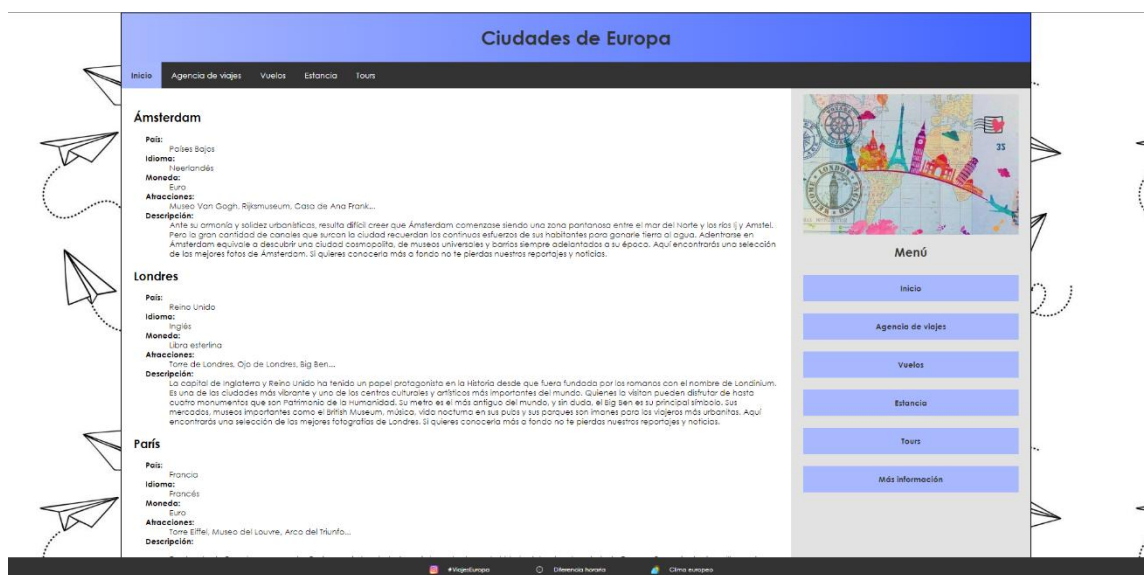 Ciudades de Europa
Inicio Agencia de viajes Vuelos Estancia Tours
Ámsterdam
País:
Países Bajos
Idioma:
Neerlandés
Moneda:
Euro
Atracciones:
Museo Van Gogh, Rijksmuseum, Casa de Ana Frank...
Descripción:
Ante su armonía y solidez urbanísticas, resulta difícil creer que Ámsterdam comenzase siendo una zona pantanosa entre el mar del Norte y los ríos Ij y Amstel.
Pero la gran cantidad de canales que surcan la ciudad recuerdan los continuos esfuerzos de sus habitantes para ganarle tierra al agua. Adentrarse en
Ámsterdam equivale a descubrir una ciudad cosmopolita, de museos universales y barrios siempre adelantados a su época. Aquí encontrarás una selección
de las mejores fotos de Ámsterdam. Si quieres conocerla más a fondo no te pierdas nuestros reportajes y noticias.
Londres
País:
Reino Unido
Idioma:
Inglés
Moneda:
Libra esterlina
Atracciones:
Torre de Londres, Ojo de Londres, Big Ben...
Descripción:
La capital de Inglaterra y Reino Unido ha tenido un papel protagonista en la Historia desde que fuera fundada por los romanos con el nombre de Londinium.
Es una de las ciudades más vibrante y uno de los centros culturales y artísticos más importantes del mundo. Quienes la visitan pueden disfrutar de hasta
cuatro monumentos que son Patrimonio de la Humanidad. Su metro es el más antiguo del mundo, y sin duda, el Big Ben es su principal símbolo. Sus
mercados, museos importantes como el British Museum, música, vida nocturna en sus pubs y sus parques son imanes para los viajeros más urbanitas. Aquí
encontrarás una selección de las mejores fotografías de Londres. Si quieres conocerla más a fondo no te pierdas nuestros reportajes y noticias.
París
País:
Francia
Idioma:
Francés
Moneda:
Euro
Atracciones:
Torre Eiffel, Museo del Louvre, Arco del Triunfo...
Descripción:
35
LONDON
WELCOME
ENGLAND
Menú
Inicio
Agencia de viajes
Vuelos
Estancia
Tours
Más información
#ViajesEuropa Diferencia horaria Clima europeo